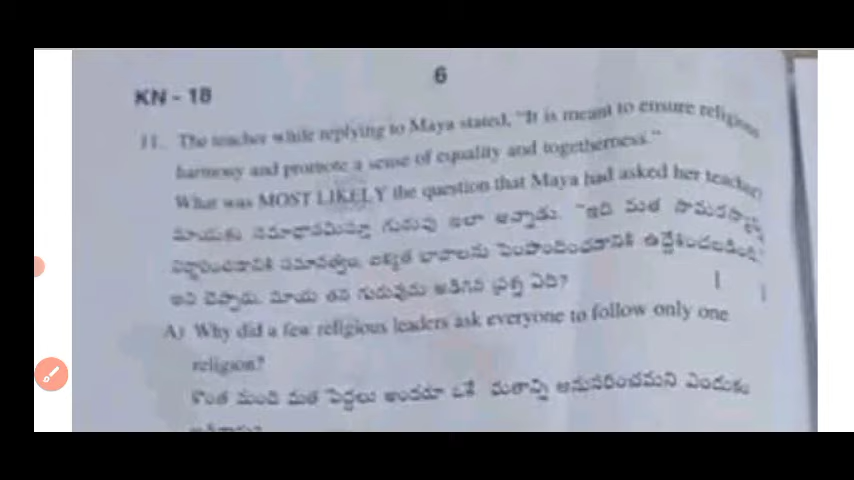 6
KN - 18
11. The teacher while replying to Maya stated, "It is meant to ensure religious
harmony and promote a sense of equality and togetherness."
What was MOST LIKELY the question that Maya had asked her teacher?
మాయకు సమాధానమిస్తూ గురువు ఇలా అన్నాడు. "ఇది మత సామరస్యాన్ని
సమానత్వం, ఐక్యత భావాలను పెంపొందించడానికి ఉద్దేశించబడింది"
అని చెప్పాడు. మాయ తన గురువును అడిగిన ప్రశ్న ఏది?
A) Why did a few religious leaders ask everyone to follow only one
religion?
కొంత మంది మత పెద్దలు అందరూ ఒకే మతాన్ని అనుసరించమని ఎందుకు